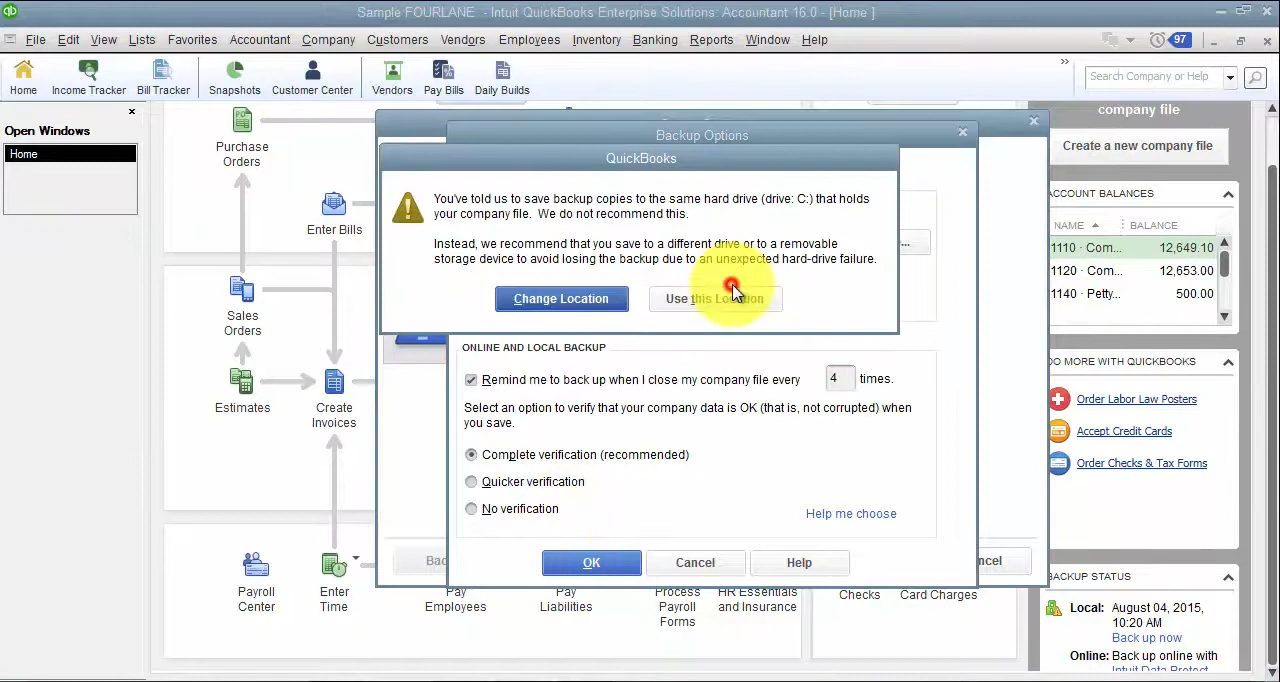 Sample FOURLANE - Intuit QuickBooks Enterprise Solutions: Accountant 16.0 - [Home ]
File Edit View Lists Favorites Accountant Company Customers Vendors Employees Inventory Banking Reports Window Help
97
Home Income Tracker Bill Tracker Snapshots Customer Center Vendors Pay Bills Daily Builds
Search Company or Help
Open Windows
Home
Purchase
Orders
Enter Bills
Sales
Orders
Estimates
Create
Invoices
Payroll
Center
Enter
Time
Pay
Employees
Pay
Liabilities
Process
Payroll
Forms
HR Essentials
and Insurance
Checks
Card Charges
Backup Options
QuickBooks
You've told us to save backup copies to the same hard drive (drive: C:) that holds
your company file. We do not recommend this.
Instead, we recommend that you save to a different drive or to a removable
storage device to avoid losing the backup due to an unexpected hard-drive failure.
Change Location
Use this Location
ONLINE AND LOCAL BACKUP
Remind me to back up when I close my company file every 4 times.
Select an option to verify that your company data is OK (that is, not corrupted) when
you save.
Complete verification (recommended)
Quicker verification
No verification
Help me choose
OK
Cancel
Help
company file
Create a new company file
ACCOUNT BALANCES
NAME BALANCE
1110 · Com... 12,649.10
1120 · Com... 12,653.00
1140 · Petty... 500.00
DO MORE WITH QUICKBOOKS
Order Labor Law Posters
Accept Credit Cards
Order Checks & Tax Forms
BACKUP STATUS
Local: August 04, 2015,
10:20 AM
Back up now
Online: Back up online with
Intuit Data Protect